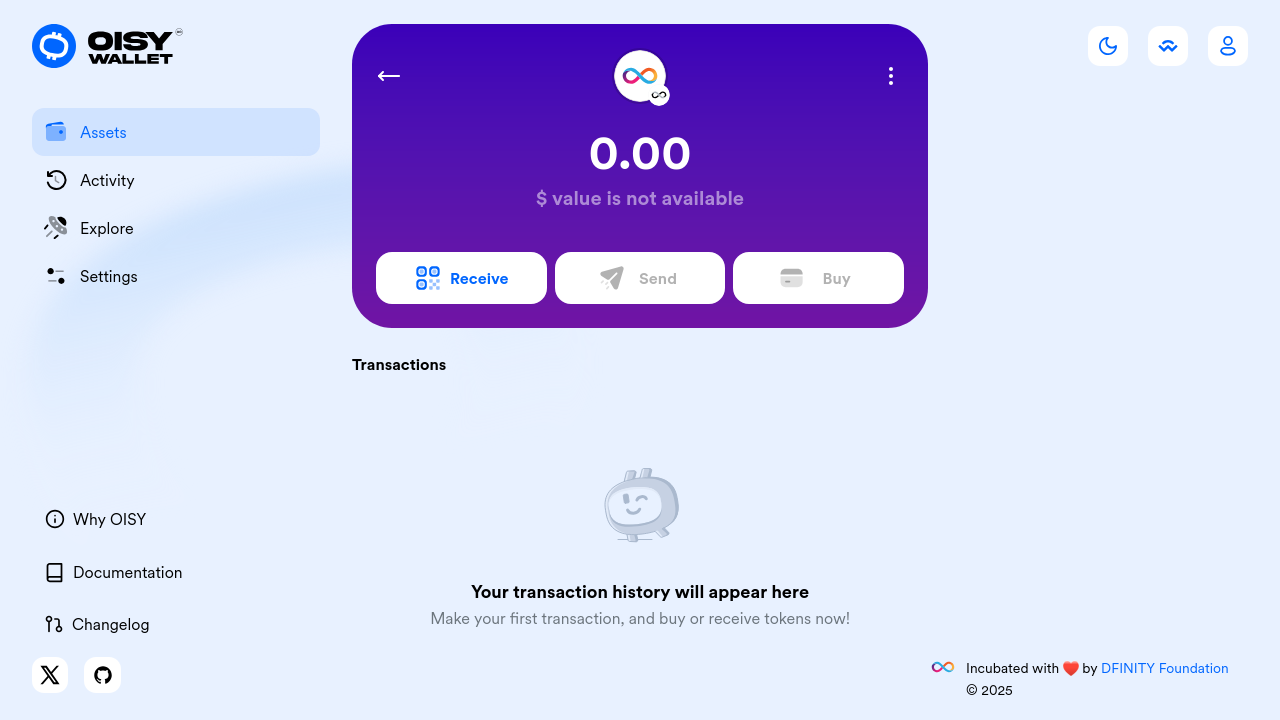 OISY
WALLET
Assets
Activity
Explore
Settings
Why OISY
Documentation
Changelog
0.00
$ value is not available
Receive
Send
Buy
Transactions
Your transaction history will appear here
Make your first transaction, and buy or receive tokens now!
Incubated with ❤️ by DFINITY Foundation
© 2025